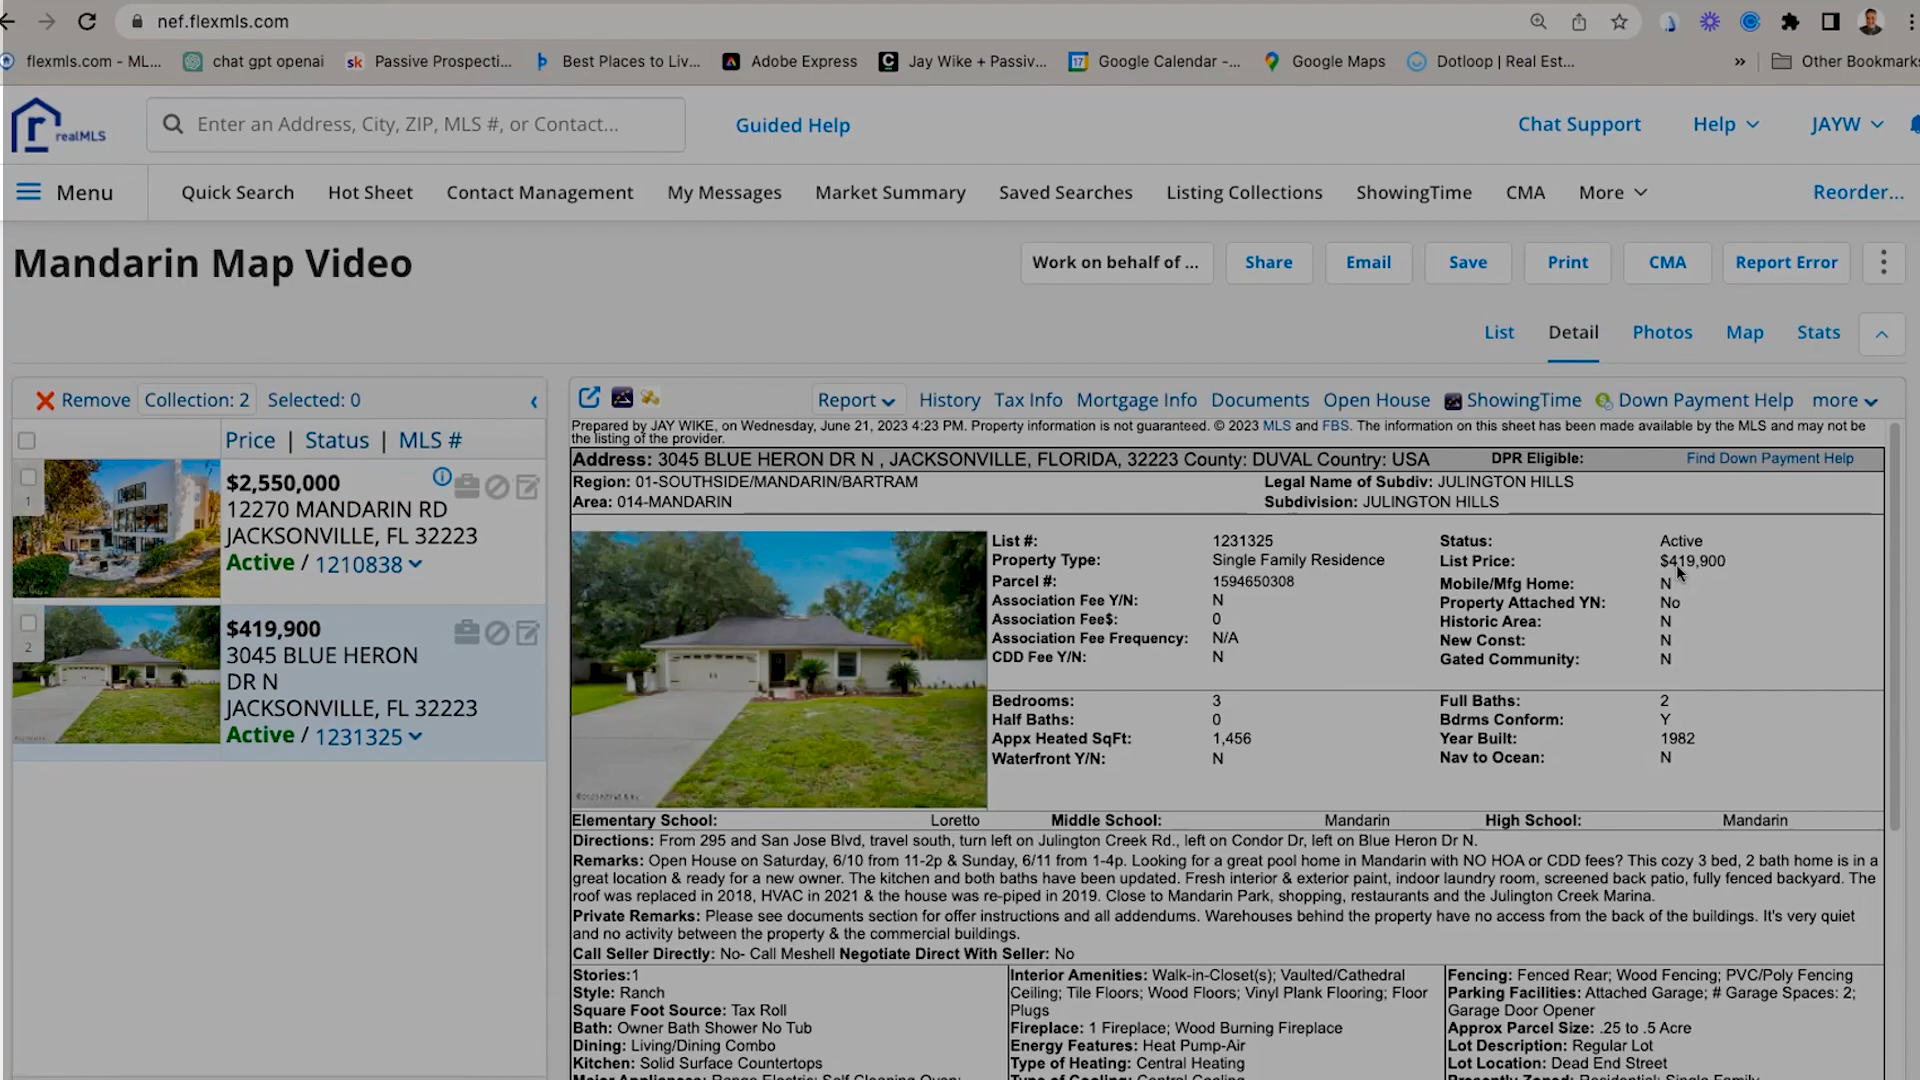 nef.flexmls.com
flexmls.com - ML...
chat gpt openai
sk Passive Prospecti...
Best Places to Liv...
Adobe Express
Jay Wike + Passiv...
17 Google Calendar -...
Google Maps
Dotloop | Real Est...
»
Other Bookmarks
realMLS
Enter an Address, City, ZIP, MLS #, or Contact...
Guided Help
Chat Support
Help
JAYW
Menu
Quick Search
Hot Sheet
Contact Management
My Messages
Market Summary
Saved Searches
Listing Collections
ShowingTime
CMA
More
Reorder...
Mandarin Map Video
Work on behalf of ...
Share
Email
Save
Print
CMA
Report Error
List
Detail
Photos
Map
Stats
Remove
Collection: 2
Selected: 0
Price | Status | MLS #
1
$2,550,000
12270 MANDARIN RD
JACKSONVILLE, FL 32223
Active / 1210838
2
$419,900
3045 BLUE HERON
DR N
JACKSONVILLE, FL 32223
Active / 1231325
Report
History
Tax Info
Mortgage Info
Documents
Open House
ShowingTime
Down Payment Help
more
Prepared by JAY WIKE, on Wednesday, June 21, 2023 4:23 PM. Property information is not guaranteed. © 2023 MLS and FBS. The information on this sheet has been made available by the MLS and may not be
the listing of the provider.
Address: 3045 BLUE HERON DR N , JACKSONVILLE, FLORIDA, 32223 County: DUVAL Country: USA
DPR Eligible:
Find Down Payment Help
Region: 01-SOUTHSIDE/MANDARIN/BARTRAM
Legal Name of Subdiv: JULINGTON HILLS
Area: 014-MANDARIN
Subdivision: JULINGTON HILLS
List #: 1231325
Status: Active
Property Type: Single Family Residence
List Price: $419,900
Parcel #: 1594650308
Mobile/Mfg Home: N
Association Fee Y/N: N
Property Attached YN: No
Association Fee$: 0
Historic Area: N
Association Fee Frequency: N/A
New Const: N
CDD Fee Y/N: N
Gated Community: N
Bedrooms: 3
Full Baths: 2
Half Baths: 0
Bdrms Conform: Y
Appx Heated SqFt: 1,456
Year Built: 1982
Waterfront Y/N: N
Nav to Ocean: N
Elementary School: Loretto
Middle School: Mandarin
High School: Mandarin
Directions: From 295 and San Jose Blvd, travel south, turn left on Julington Creek Rd., left on Condor Dr, left on Blue Heron Dr N.
Remarks: Open House on Saturday, 6/10 from 11-2p & Sunday, 6/11 from 1-4p. Looking for a great pool home in Mandarin with NO HOA or CDD fees? This cozy 3 bed, 2 bath home is in a
great location & ready for a new owner. The kitchen and both baths have been updated. Fresh interior & exterior paint, indoor laundry room, screened back patio, fully fenced backyard. The
roof was replaced in 2018, HVAC in 2021 & the house was re-piped in 2019. Close to Mandarin Park, shopping, restaurants and the Julington Creek Marina.
Private Remarks: Please see documents section for offer instructions and all addendums. Warehouses behind the property have no access from the back of the buildings. It's very quiet
and no activity between the property & the commercial buildings.
Call Seller Directly: No- Call Meshell Negotiate Direct With Seller: No
Stories:1
Style: Ranch
Square Foot Source: Tax Roll
Bath: Owner Bath Shower No Tub
Dining: Living/Dining Combo
Kitchen: Solid Surface Countertops
Major Appliances: Range Electric; Self Cleaning Oven;
Interior Amenities: Walk-in-Closet(s); Vaulted/Cathedral
Ceiling; Tile Floors; Wood Floors; Vinyl Plank Flooring; Floor
Plugs
Fireplace: 1 Fireplace; Wood Burning Fireplace
Energy Features: Heat Pump-Air
Type of Heating: Central Heating
Type of Cooling: Central Cooling
Fencing: Fenced Rear; Wood Fencing; PVC/Poly Fencing
Parking Facilities: Attached Garage; # Garage Spaces: 2;
Garage Door Opener
Approx Parcel Size: .25 to .5 Acre
Lot Description: Regular Lot
Lot Location: Dead End Street
Presently Zoned: Residential; Single Family